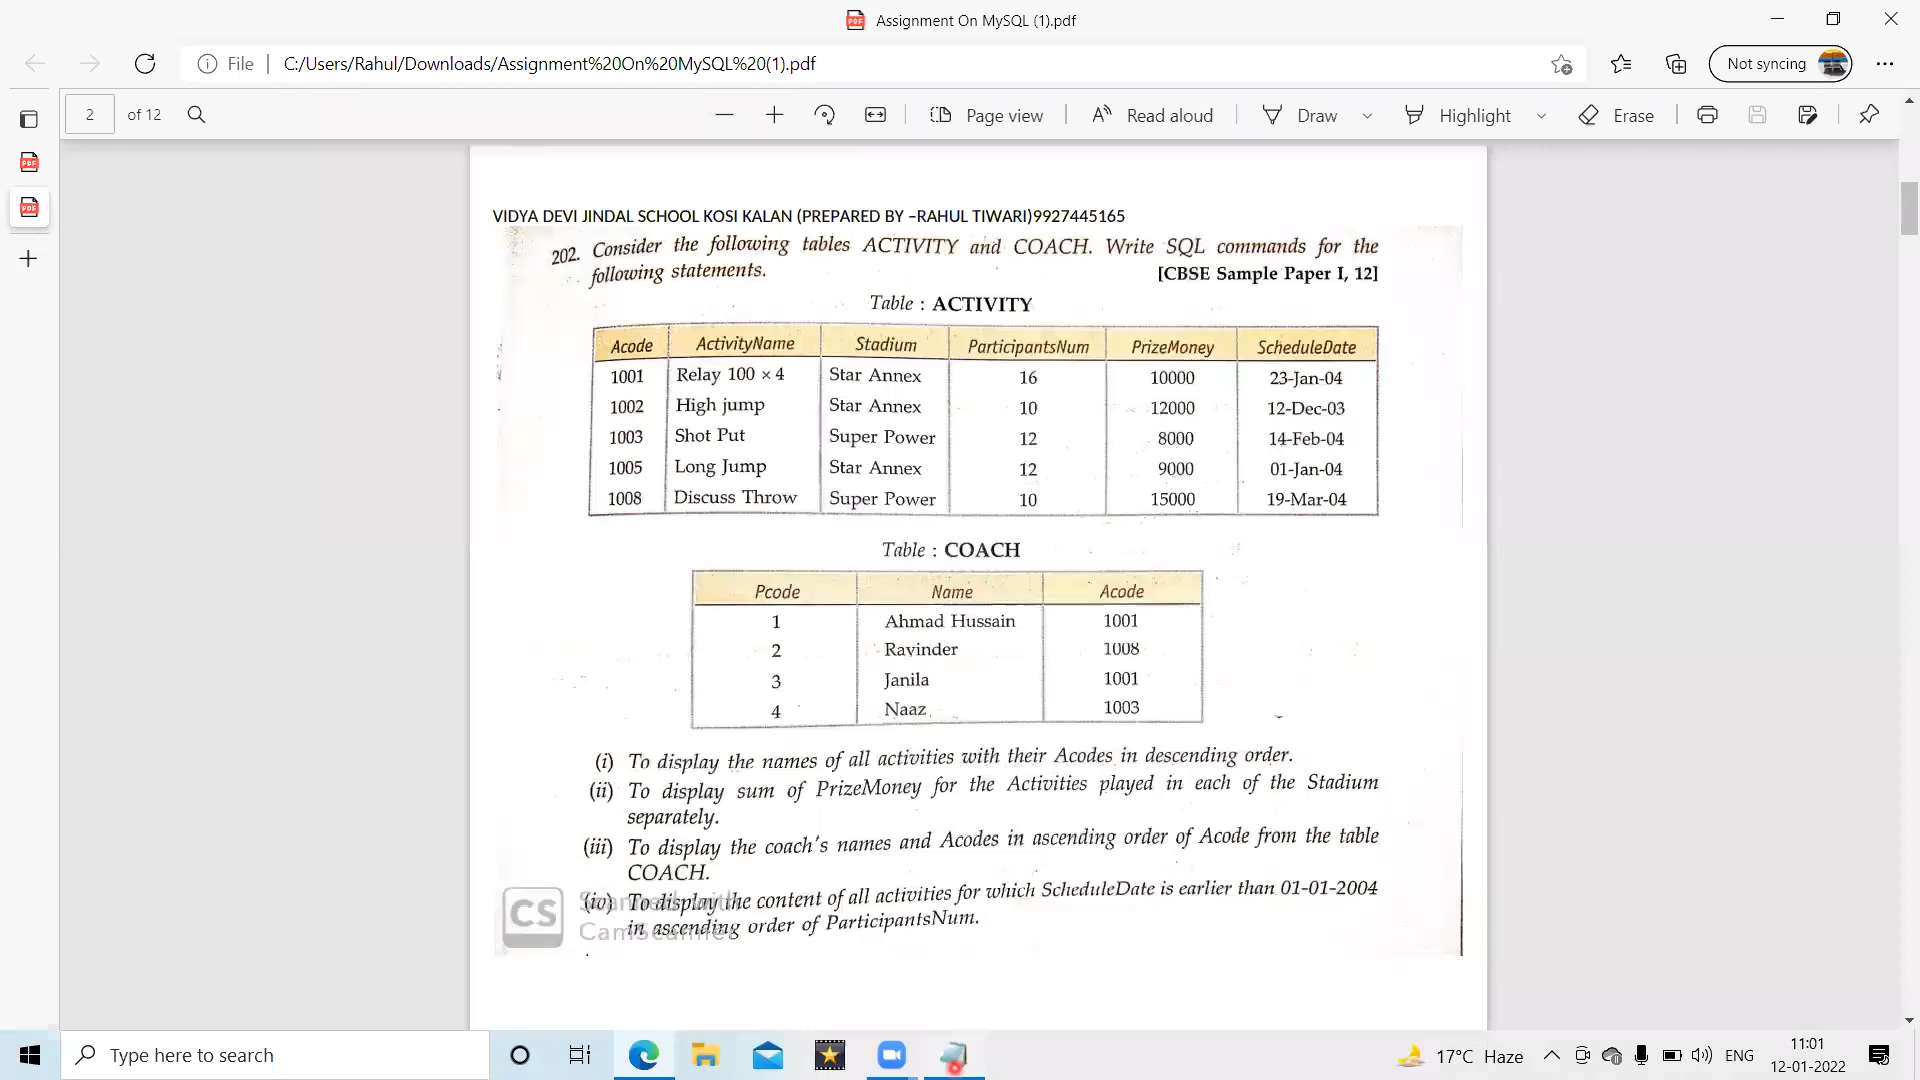 Assignment On MySQL (1).pdf
File
C:/Users/Rahul/Downloads/Assignment%20On%20MySQL%20(1).pdf
Not syncing
2 of 12
Page view
Read aloud
Draw
Highlight
Erase
VIDYA DEVI JINDAL SCHOOL KOSI KALAN (PREPARED BY –RAHUL TIWARI)9927445165
202. Consider the following tables ACTIVITY and COACH. Write SQL commands for the
following statements. [CBSE Sample Paper I, 12]
Table : ACTIVITY
Acode ActivityName Stadium ParticipantsNum PrizeMoney ScheduleDate
1001 Relay 100 × 4 Star Annex 16 10000 23-Jan-04
1002 High jump Star Annex 10 12000 12-Dec-03
1003 Shot Put Super Power 12 8000 14-Feb-04
1005 Long Jump Star Annex 12 9000 01-Jan-04
1008 Discuss Throw Super Power 10 15000 19-Mar-04
Table : COACH
Pcode Name Acode
1 Ahmad Hussain 1001
2 Ravinder 1008
3 Janila 1001
4 Naaz 1003
(i) To display the names of all activities with their Acodes in descending order.
(ii) To display sum of PrizeMoney for the Activities played in each of the Stadium
separately.
(iii) To display the coach's names and Acodes in ascending order of Acode from the table
COACH.
(iv) To display the content of all activities for which ScheduleDate is earlier than 01-01-2004
in ascending order of ParticipantsNum.
CS Scanned with
CamScanner
Type here to search
17°C Haze
ENG
11:01
12-01-2022